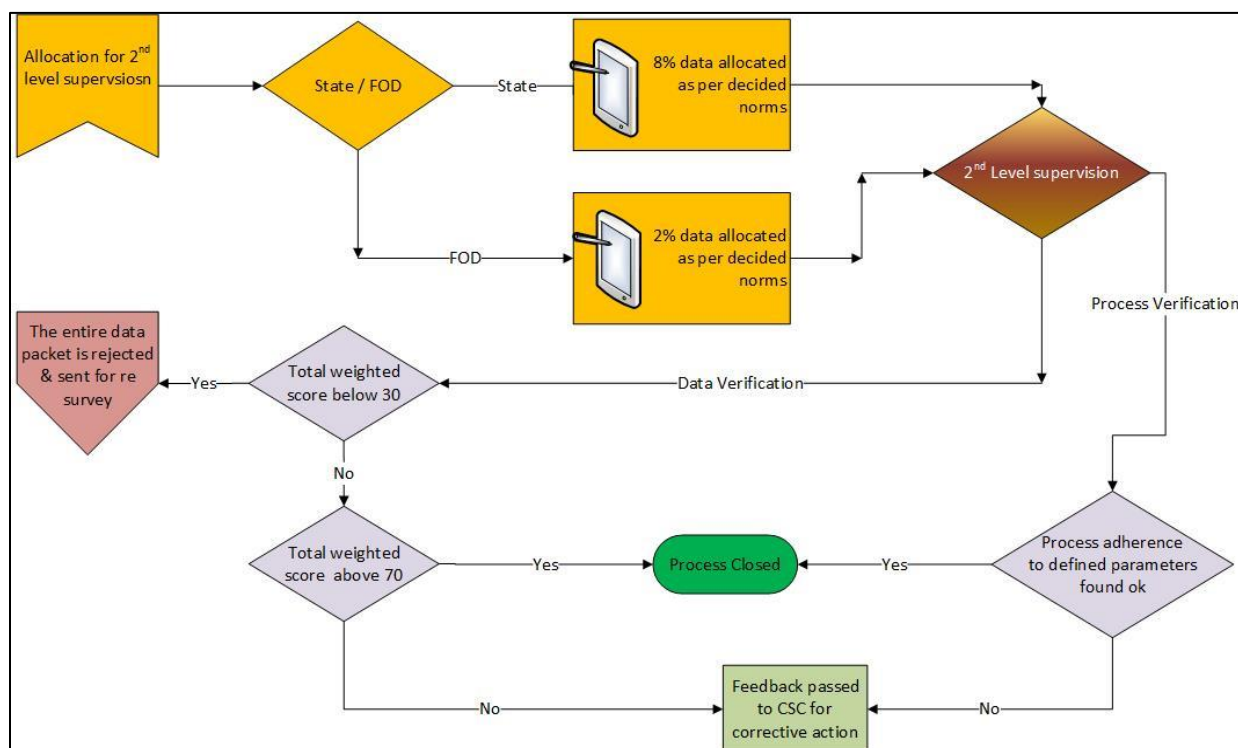 Allocation for 2nd
level supervsiosn
State / FOD
State
8% data allocated
as per decided
norms
2nd Level supervision
FOD
2% data allocated
as per decided
norms
Process Verification
The entire data
packet is rejected
& sent for re
survey
Yes
Total weighted
score below 30
Data Verification
No
Total weighted
score above 70
Yes
Process Closed
Yes
Process adherence
to defined parameters
found ok
No
Feedback passed
to CSC for
corrective action
No